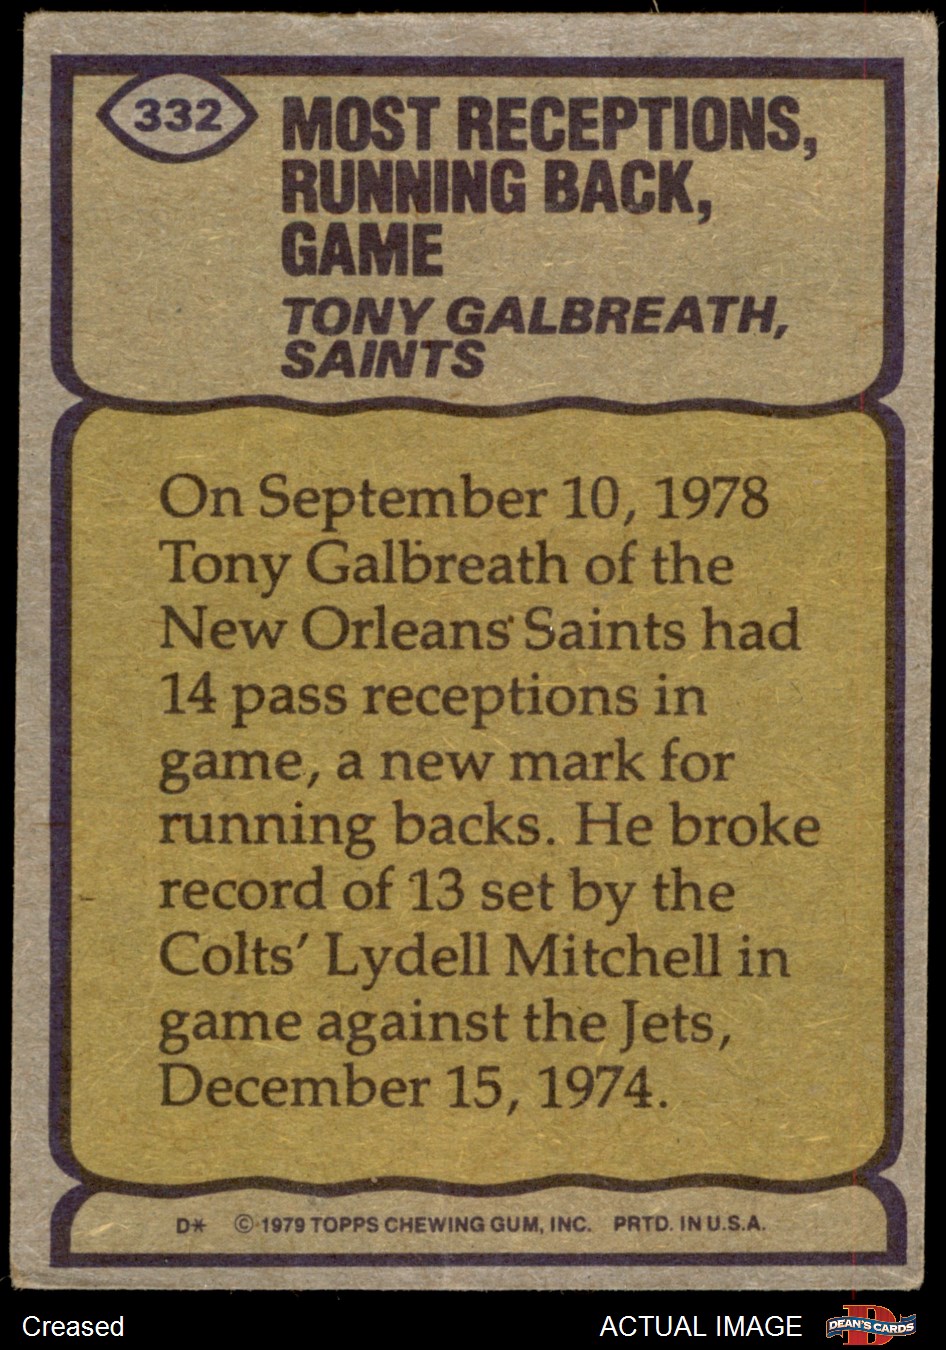 332
MOST RECEPTIONS,
RUNNING BACK,
GAME
TONY GALBREATH,
SAINTS
On September 10, 1978
Tony Galbreath of the
New Orleans Saints had
14 pass receptions in
game, a new mark for
running backs. He broke
record of 13 set by the
Colts’ Lydell Mitchell in
game against the Jets,
December 15, 1974.
D* © 1979 TOPPS CHEWING GUM, INC. PRTD. IN U.S.A.
Creased
ACTUAL IMAGE
DEAN'S CARDS